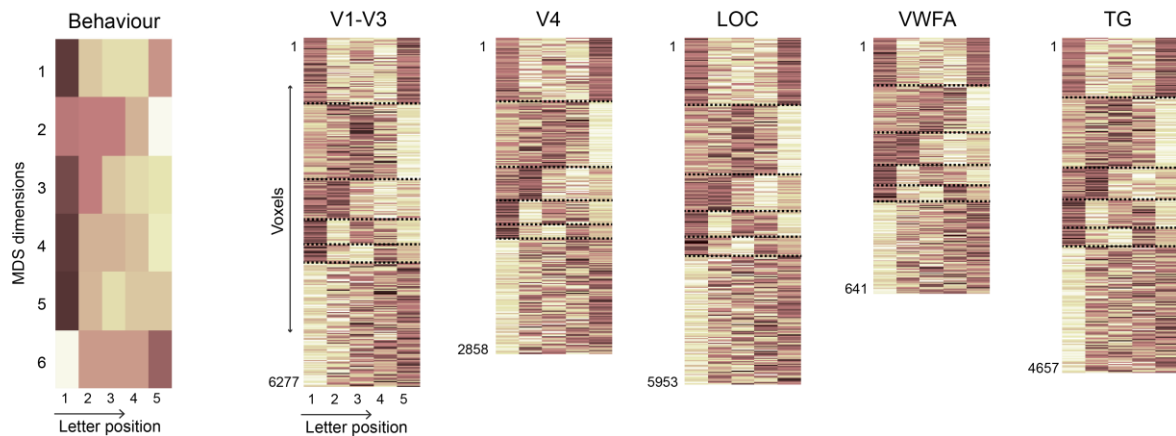 Behaviour
V1-V3
V4
LOC
VWFA
TG
MDS dimensions
1
2
3
4
5
6
1 2 3 4 5
Letter position
Voxels
1
6277
1 2 3 4 5
Letter position
1
2858
1
5953
1
641
1
4657